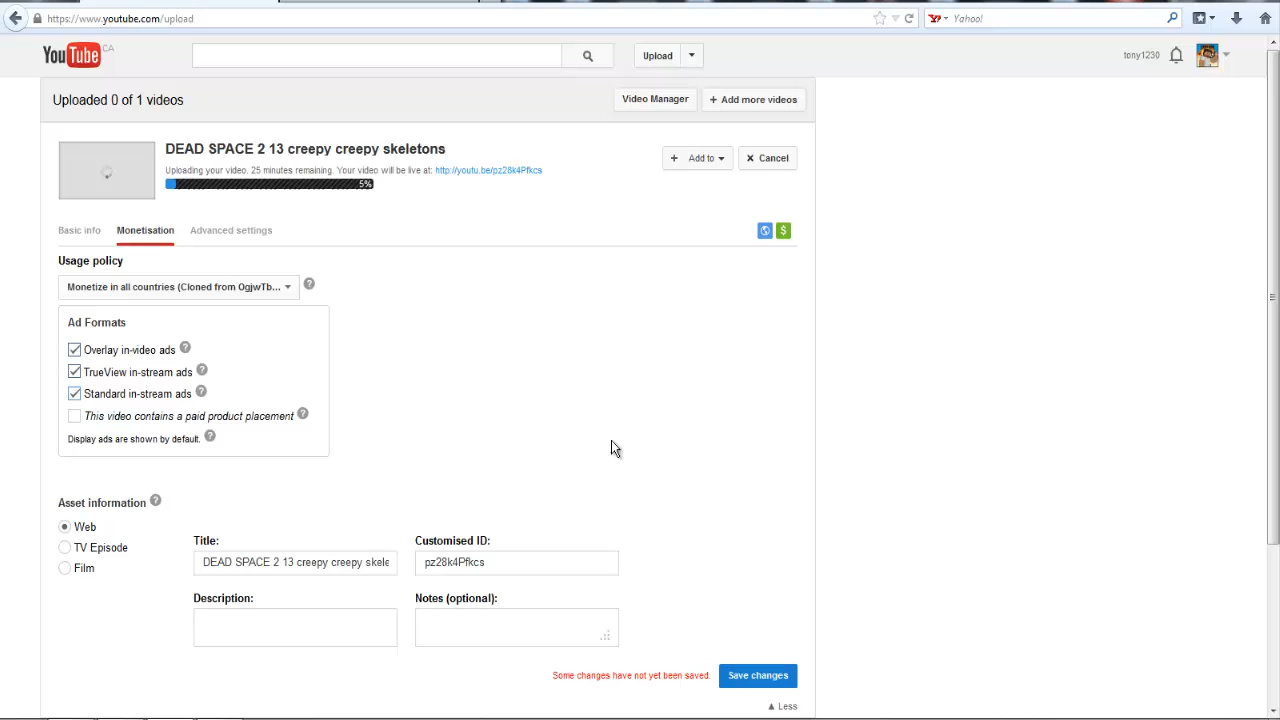 https://www.youtube.com/upload
Yahoo!
YouTube CA
Upload
tony1230
Uploaded 0 of 1 videos
Video Manager
+ Add more videos
DEAD SPACE 2 13 creepy creepy skeletons
+ Add to
x Cancel
Uploading your video. 25 minutes remaining. Your video will be live at: http://youtu.be/pz28k4Pfkcs
5%
Basic info
Monetisation
Advanced settings
$
Usage policy
Monetize in all countries (Cloned from OgjwTb...
?
Ad Formats
Overlay in-video ads ?
TrueView in-stream ads ?
Standard in-stream ads ?
This video contains a paid product placement ?
Display ads are shown by default. ?
Asset information ?
Web
TV Episode
Film
Title:
Customised ID:
DEAD SPACE 2 13 creepy creepy skele
pz28k4Pfkcs
Description:
Notes (optional):
Some changes have not yet been saved.
Save changes
▲ Less